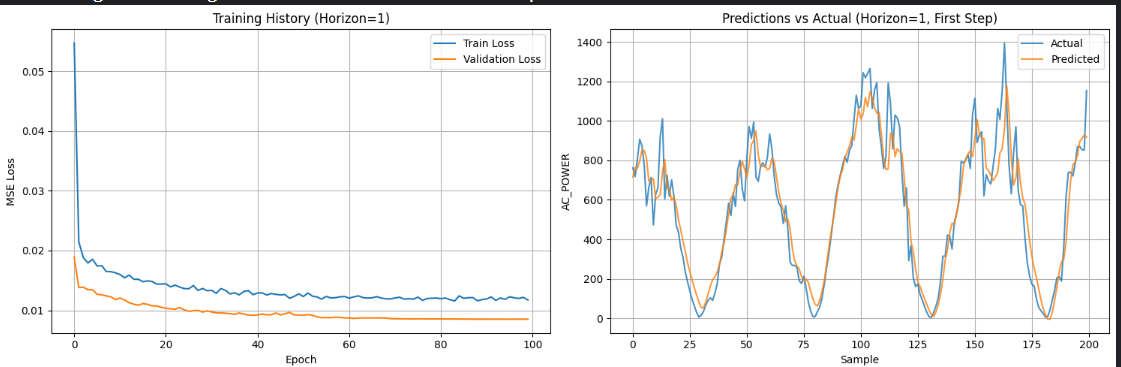 Training History (Horizon=1)
Train Loss
Validation Loss
MSE Loss
0.05
0.04
0.03
0.02
0.01
0 20 40 60 80 100
Epoch
Predictions vs Actual (Horizon=1, First Step)
Actual
Predicted
AC_POWER
1400
1200
1000
800
600
400
200
0
0 25 50 75 100 125 150 175 200
Sample